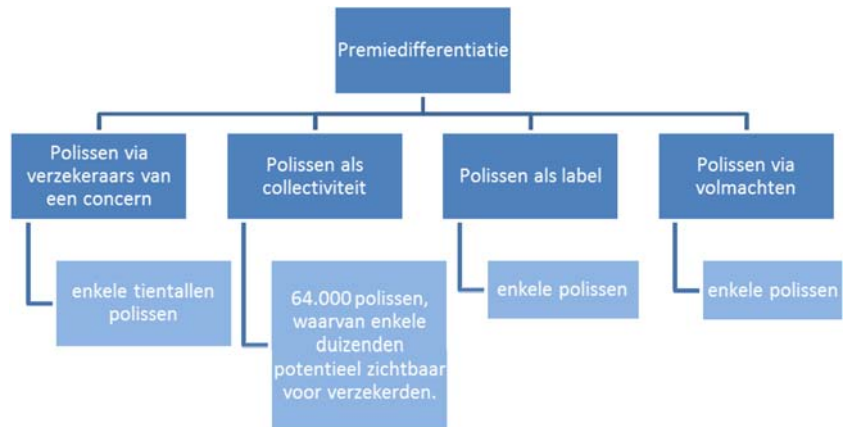 Premiedifferentiatie
Polissen via
verzekeraars van
een concern
Polissen als
collectiviteit
Polissen als label
Polissen via
volmachten
enkele tientallen
polissen
64.000 polissen,
waarvan enkele
duizenden
potentieel zichtbaar
voor verzekerden.
enkele polissen
enkele polissen